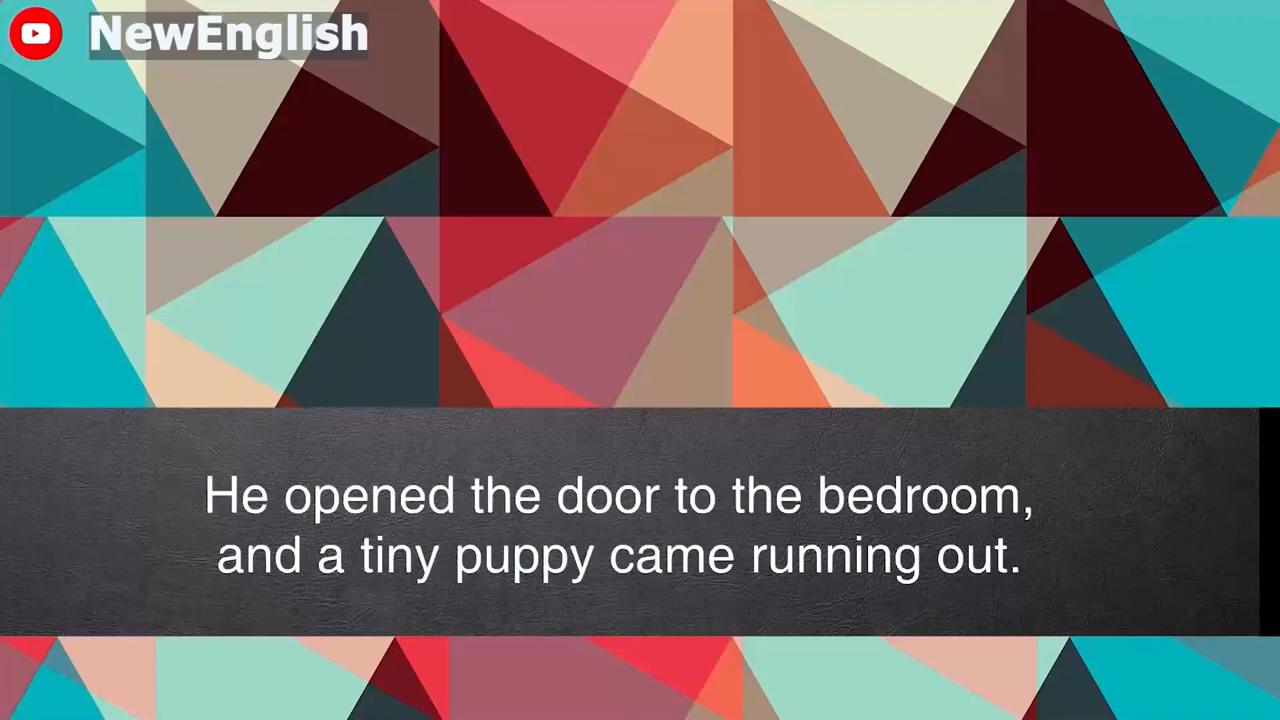 NewEnglish
He opened the door to the bedroom,
and a tiny puppy came running out.